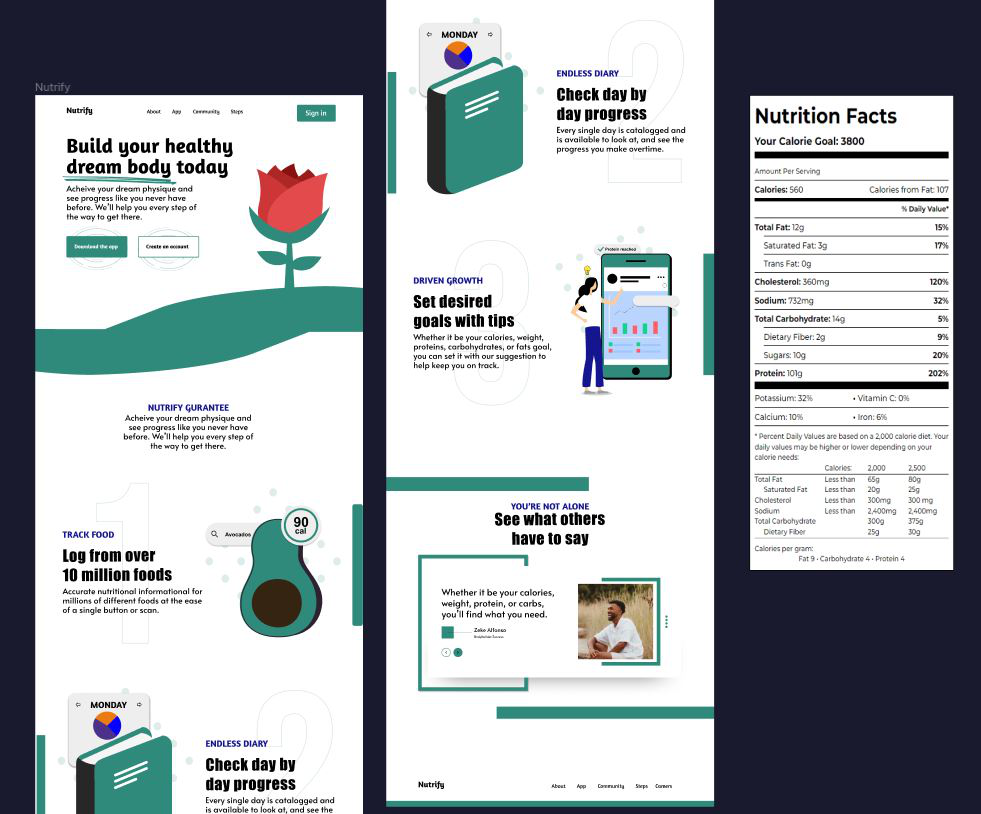 Nutrify
Nutrify
About App Community Steps
Sign in
Build your healthy
dream body today
Acheive your dream physique and
see progress like you never have
before. We'll help you every step of
the way to get there.
Download the app
Create an account
NUTRIFY GURANTEE
Acheive your dream physique and
see progress like you never have
before. We'll help you every step of
the way to get there.
1
TRACK FOOD
Log from over
10 million foods
Accurate nutritional informational for
millions of different foods at the ease
of a single button or scan.
Avocados
90
cal
MONDAY
2
ENDLESS DIARY
Check day by
day progress
Every single day is catalogged and
is available to look at, and see the
MONDAY
2
ENDLESS DIARY
Check day by
day progress
Every single day is catalogged and
is available to look at, and see the
progress you make overtime.
3
DRIVEN GROWTH
Set desired
goals with tips
Whether it be your calories, weight,
proteins, carbohydrates, or fats goal,
you can set it with our suggestion to
help keep you on track.
Protein reached
YOU'RE NOT ALONE
See what others
have to say
Whether it be your calories,
weight, protein, or carbs,
you'll find what you need.
Zeke Alfonso
Nutrify
About App Community Steps Careers
Nutrition Facts
Your Calorie Goal: 3800
Amount Per Serving
Calories: 560 Calories from Fat: 107
% Daily Value*
Total Fat: 12g 15%
Saturated Fat: 3g 17%
Trans Fat: 0g
Cholesterol: 360mg 120%
Sodium: 732mg 32%
Total Carbohydrate: 14g 5%
Dietary Fiber: 2g 9%
Sugars: 10g 20%
Protein: 101g 202%
Potassium: 32% • Vitamin C: 0%
Calcium: 10% • Iron: 6%
* Percent Daily Values are based on a 2,000 calorie diet. Your
daily values may be higher or lower depending on your
calorie needs:
Calories: 2,000 2,500
Total Fat Less than 65g 80g
Saturated Fat Less than 20g 25g
Cholesterol Less than 300mg 300 mg
Sodium Less than 2,400mg 2,400mg
Total Carbohydrate 300g 375g
Dietary Fiber 25g 30g
Calories per gram:
Fat 9 • Carbohydrate 4 • Protein 4